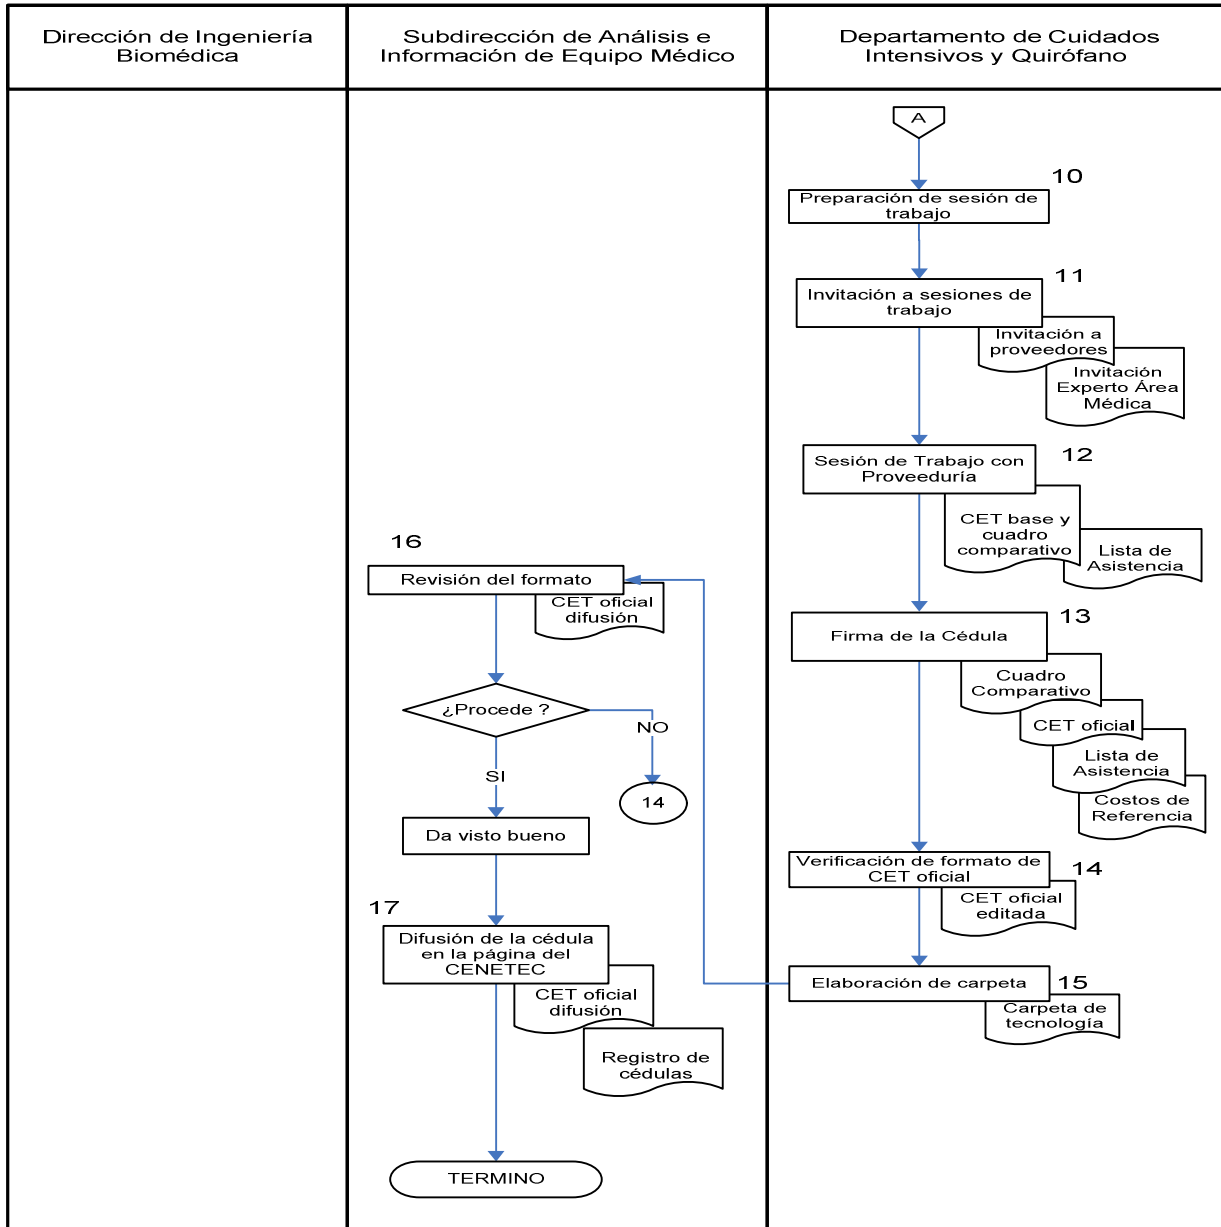 Dirección de Ingeniería
Biomédica
Subdirección de Análisis e
Información de Equipo Médico
Departamento de Cuidados
Intensivos y Quirófano
A
10
Preparación de sesión de
trabajo
11
Invitación a sesiones de
trabajo
Invitación a
proveedores
Invitación
Experto Área
Médica
12
Sesión de Trabajo con
Proveeduría
CET base y
cuadro
comparativo
Lista de
Asistencia
13
Firma de la Cédula
Cuadro
Comparativo
CET oficial
Lista de
Asistencia
Costos de
Referencia
14
Verificación de formato de
CET oficial
CET oficial
editada
15
Elaboración de carpeta
Carpeta de
tecnología
16
Revisión del formato
CET oficial
difusión
¿Procede ?
NO
14
SI
Da visto bueno
17
Difusión de la cédula
en la página del
CENETEC
CET oficial
difusión
Registro de
cédulas
TERMINO